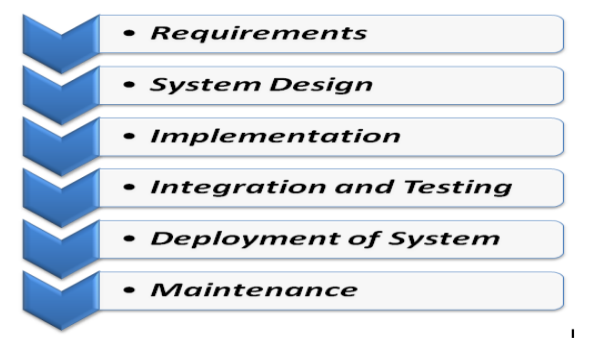 • Requirements
• System Design
• Implementation
• Integration and Testing
• Deployment of System
• Maintenance